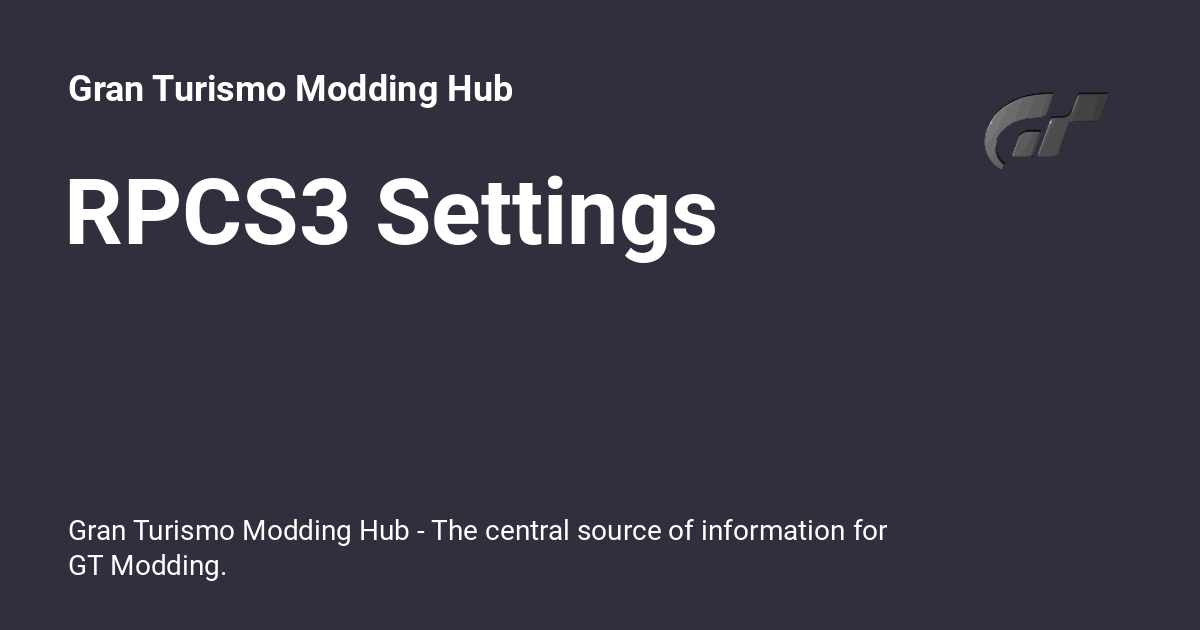 Gran Turismo Modding Hub
RPCS3 Settings
Gran Turismo Modding Hub - The central source of information for
GT Modding.